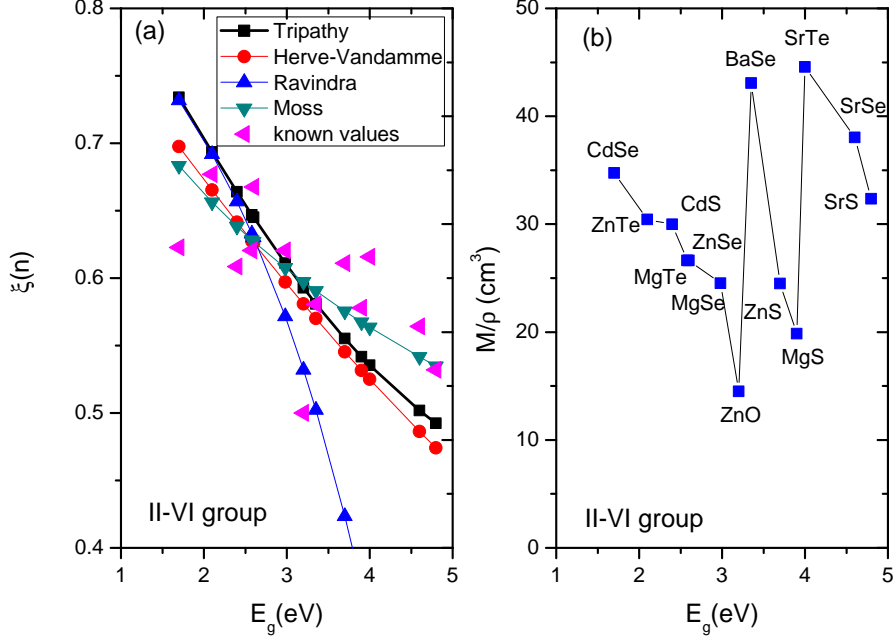 (a)
Tripathy
Herve-Vandamme
Ravindra
Moss
known values
0.8
0.7
0.6
0.5
0.4
ξ(n)
II-VI group
1 2 3 4 5
E_g(eV)
(b)
SrTe
BaSe
SrSe
CdSe
CdS
SrS
ZnTe
ZnSe
MgTe
MgSe
ZnS
MgS
ZnO
50
40
30
20
10
0
M/ρ (cm³)
II-VI group
1 2 3 4 5
E_g(eV)